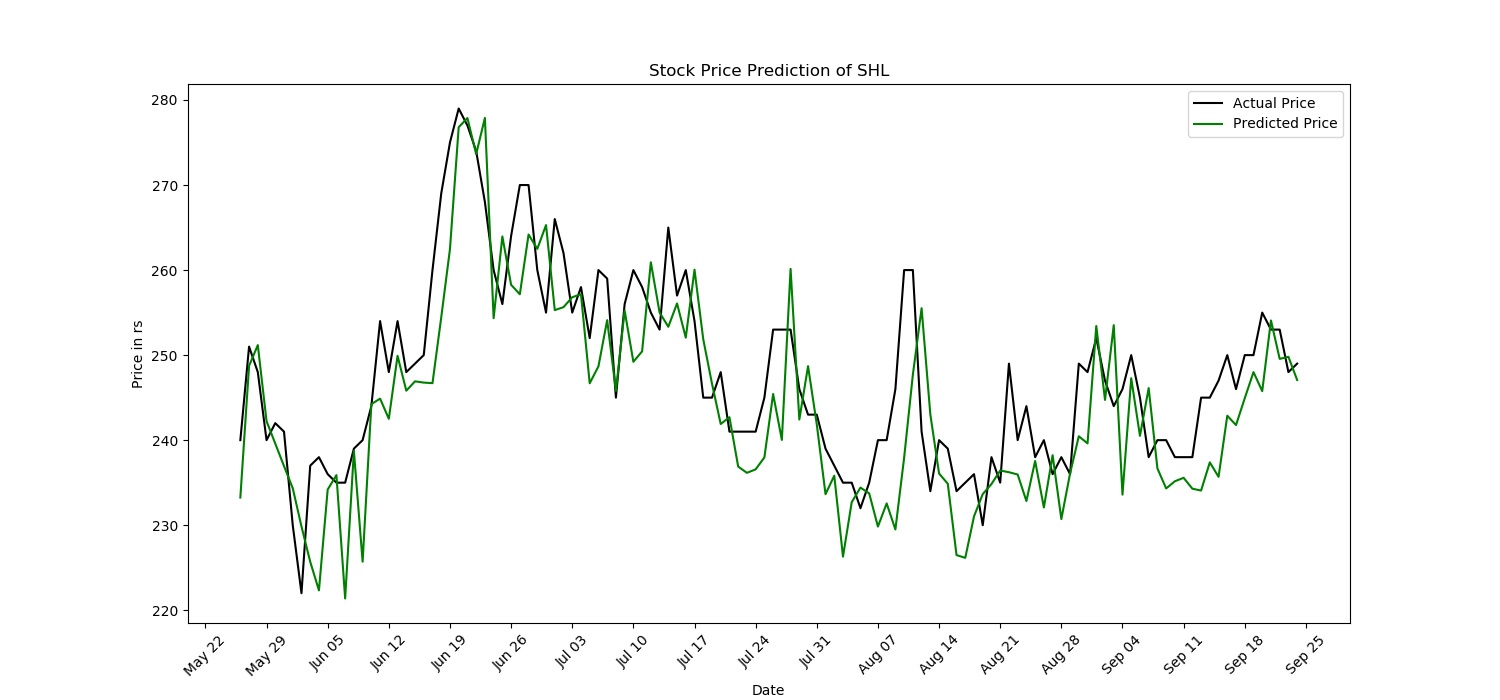 Stock Price Prediction of SHL
Actual Price
Predicted Price
280
270
260
250
240
230
220
Price in rs
May 22
May 29
Jun 05
Jun 12
Jun 19
Jun 26
Jul 03
Jul 10
Jul 17
Jul 24
Jul 31
Aug 07
Aug 14
Aug 21
Aug 28
Sep 04
Sep 11
Sep 18
Sep 25
Date